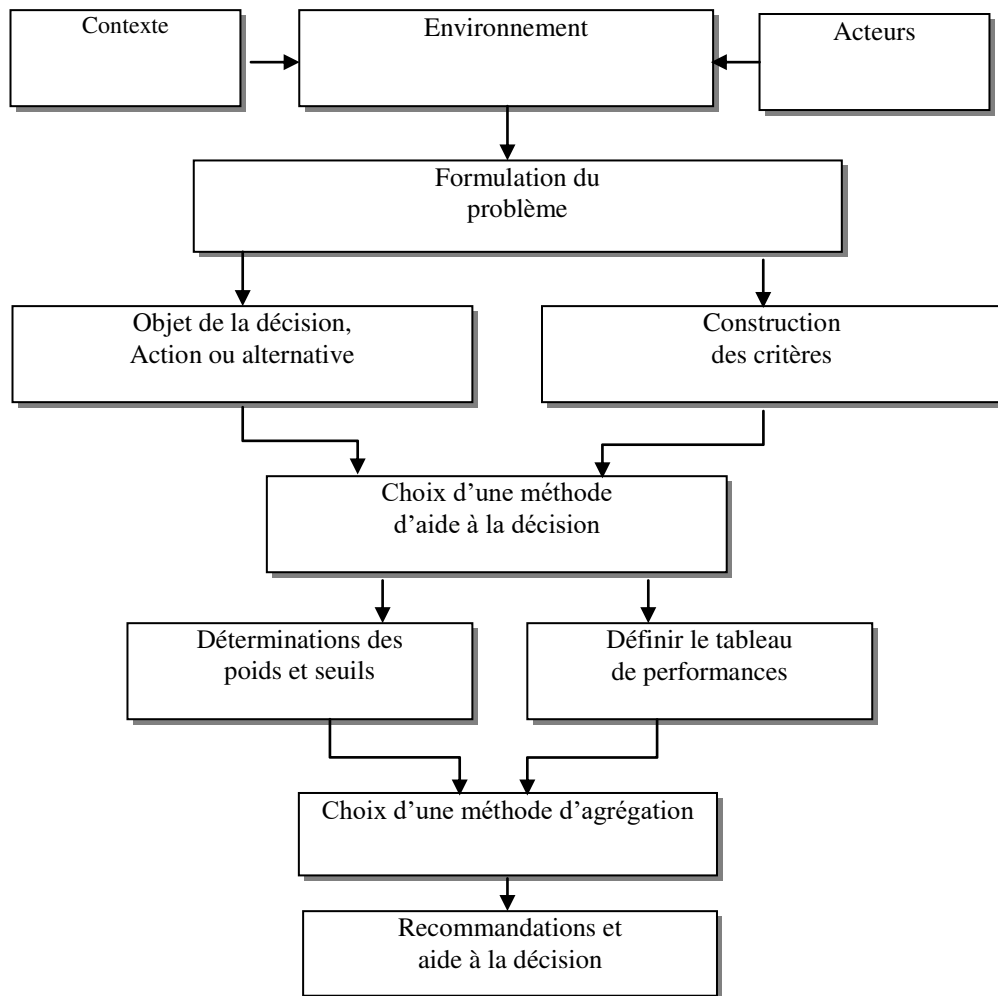 Contexte
Environnement
Acteurs
Formulation du
problème
Objet de la décision,
Action ou alternative
Construction
des critères
Choix d’une méthode
d’aide à la décision
Déterminations des
poids et seuils
Définir le tableau
de performances
Choix d’une méthode d’agrégation
Recommandations et
aide à la décision